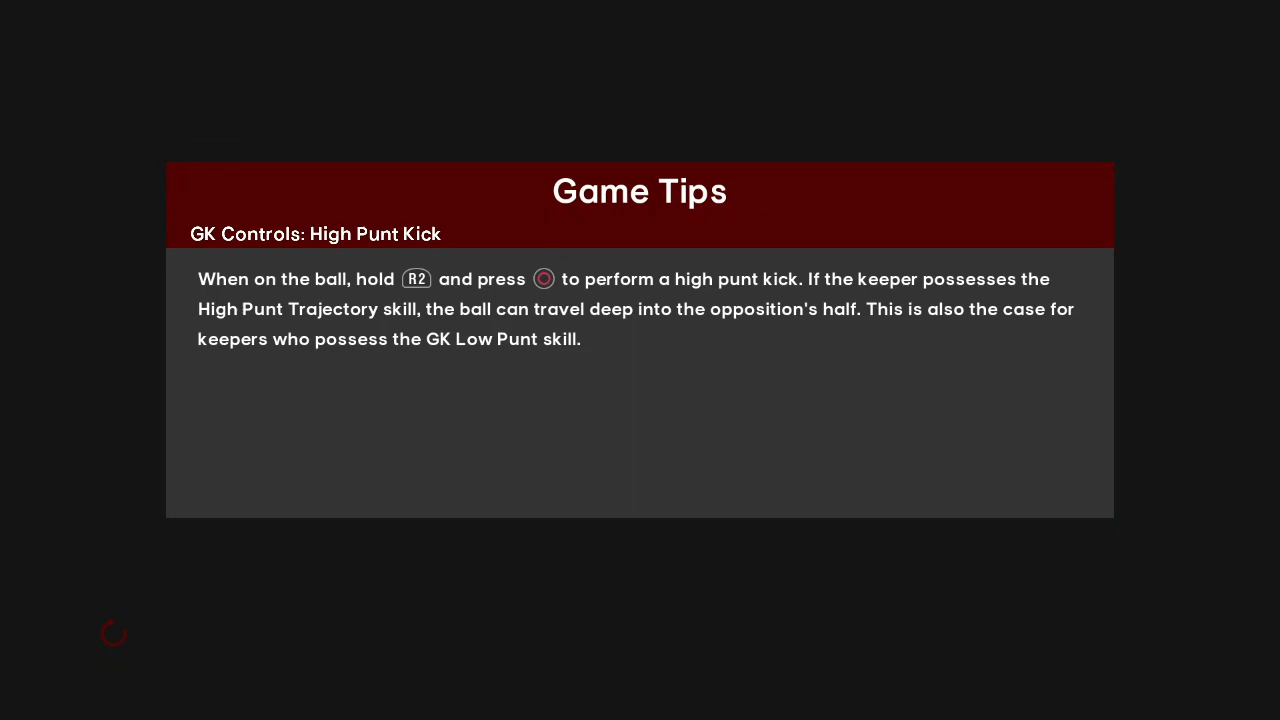 Game Tips
GK Controls: High Punt Kick
When on the ball, hold R2 and press to perform a high punt kick. If the keeper possesses the
High Punt Trajectory skill, the ball can travel deep into the opposition's half. This is also the case for
keepers who possess the GK Low Punt skill.